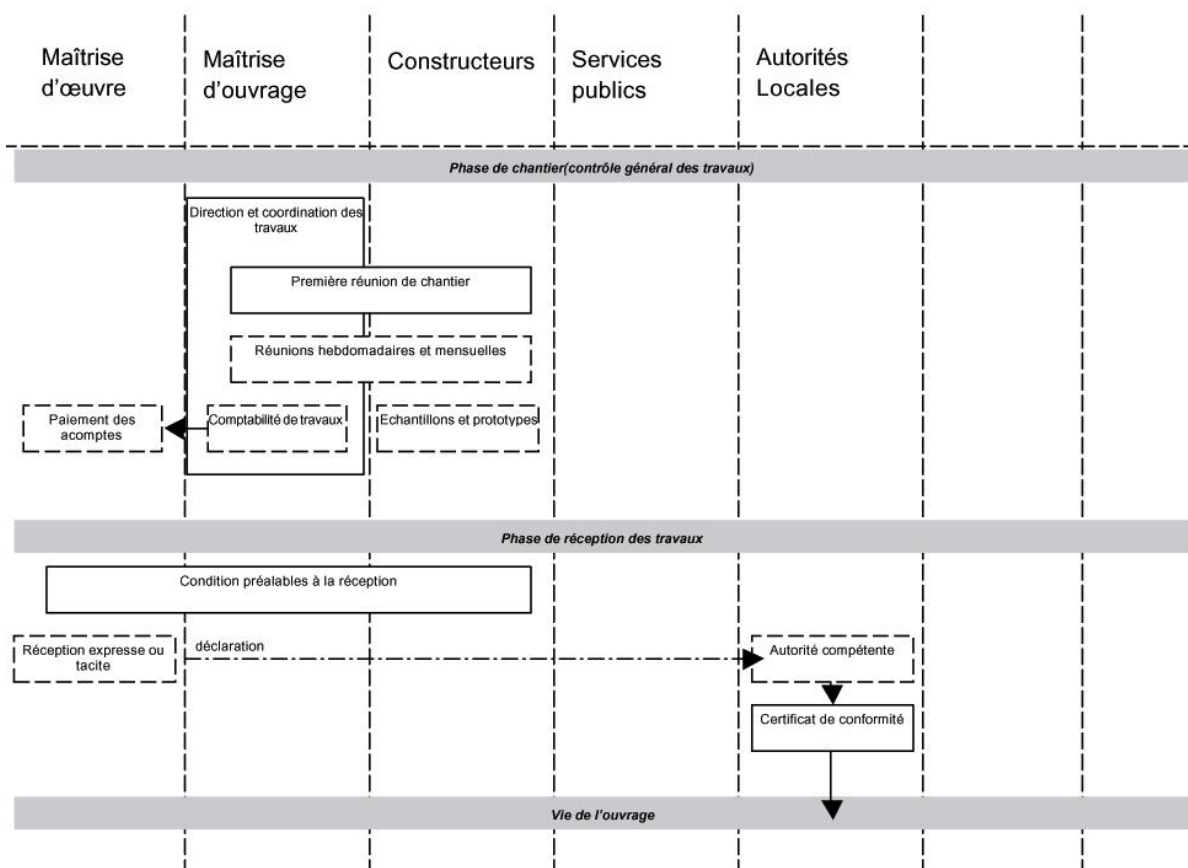 Maîtrise
d'œuvre
Maîtrise
d'ouvrage
Constructeurs
Services
publics
Autorités
Locales
Phase de chantier(contrôle général des travaux)
Direction et coordination des
travaux
Première réunion de chantier
Réunions hebdomadaires et mensuelles
Paiement des
acomptes
Comptabilité de travaux
Echantillons et prototypes
Phase de réception des travaux
Condition préalables à la réception
Réception expresse ou
tacite
déclaration
Autorité compétente
Certificat de conformité
Vie de l'ouvrage